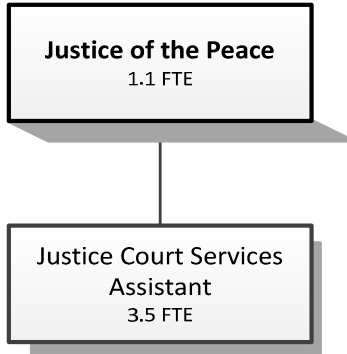 Justice of the Peace
1.1 FTE
Justice Court Services
Assistant
3.5 FTE